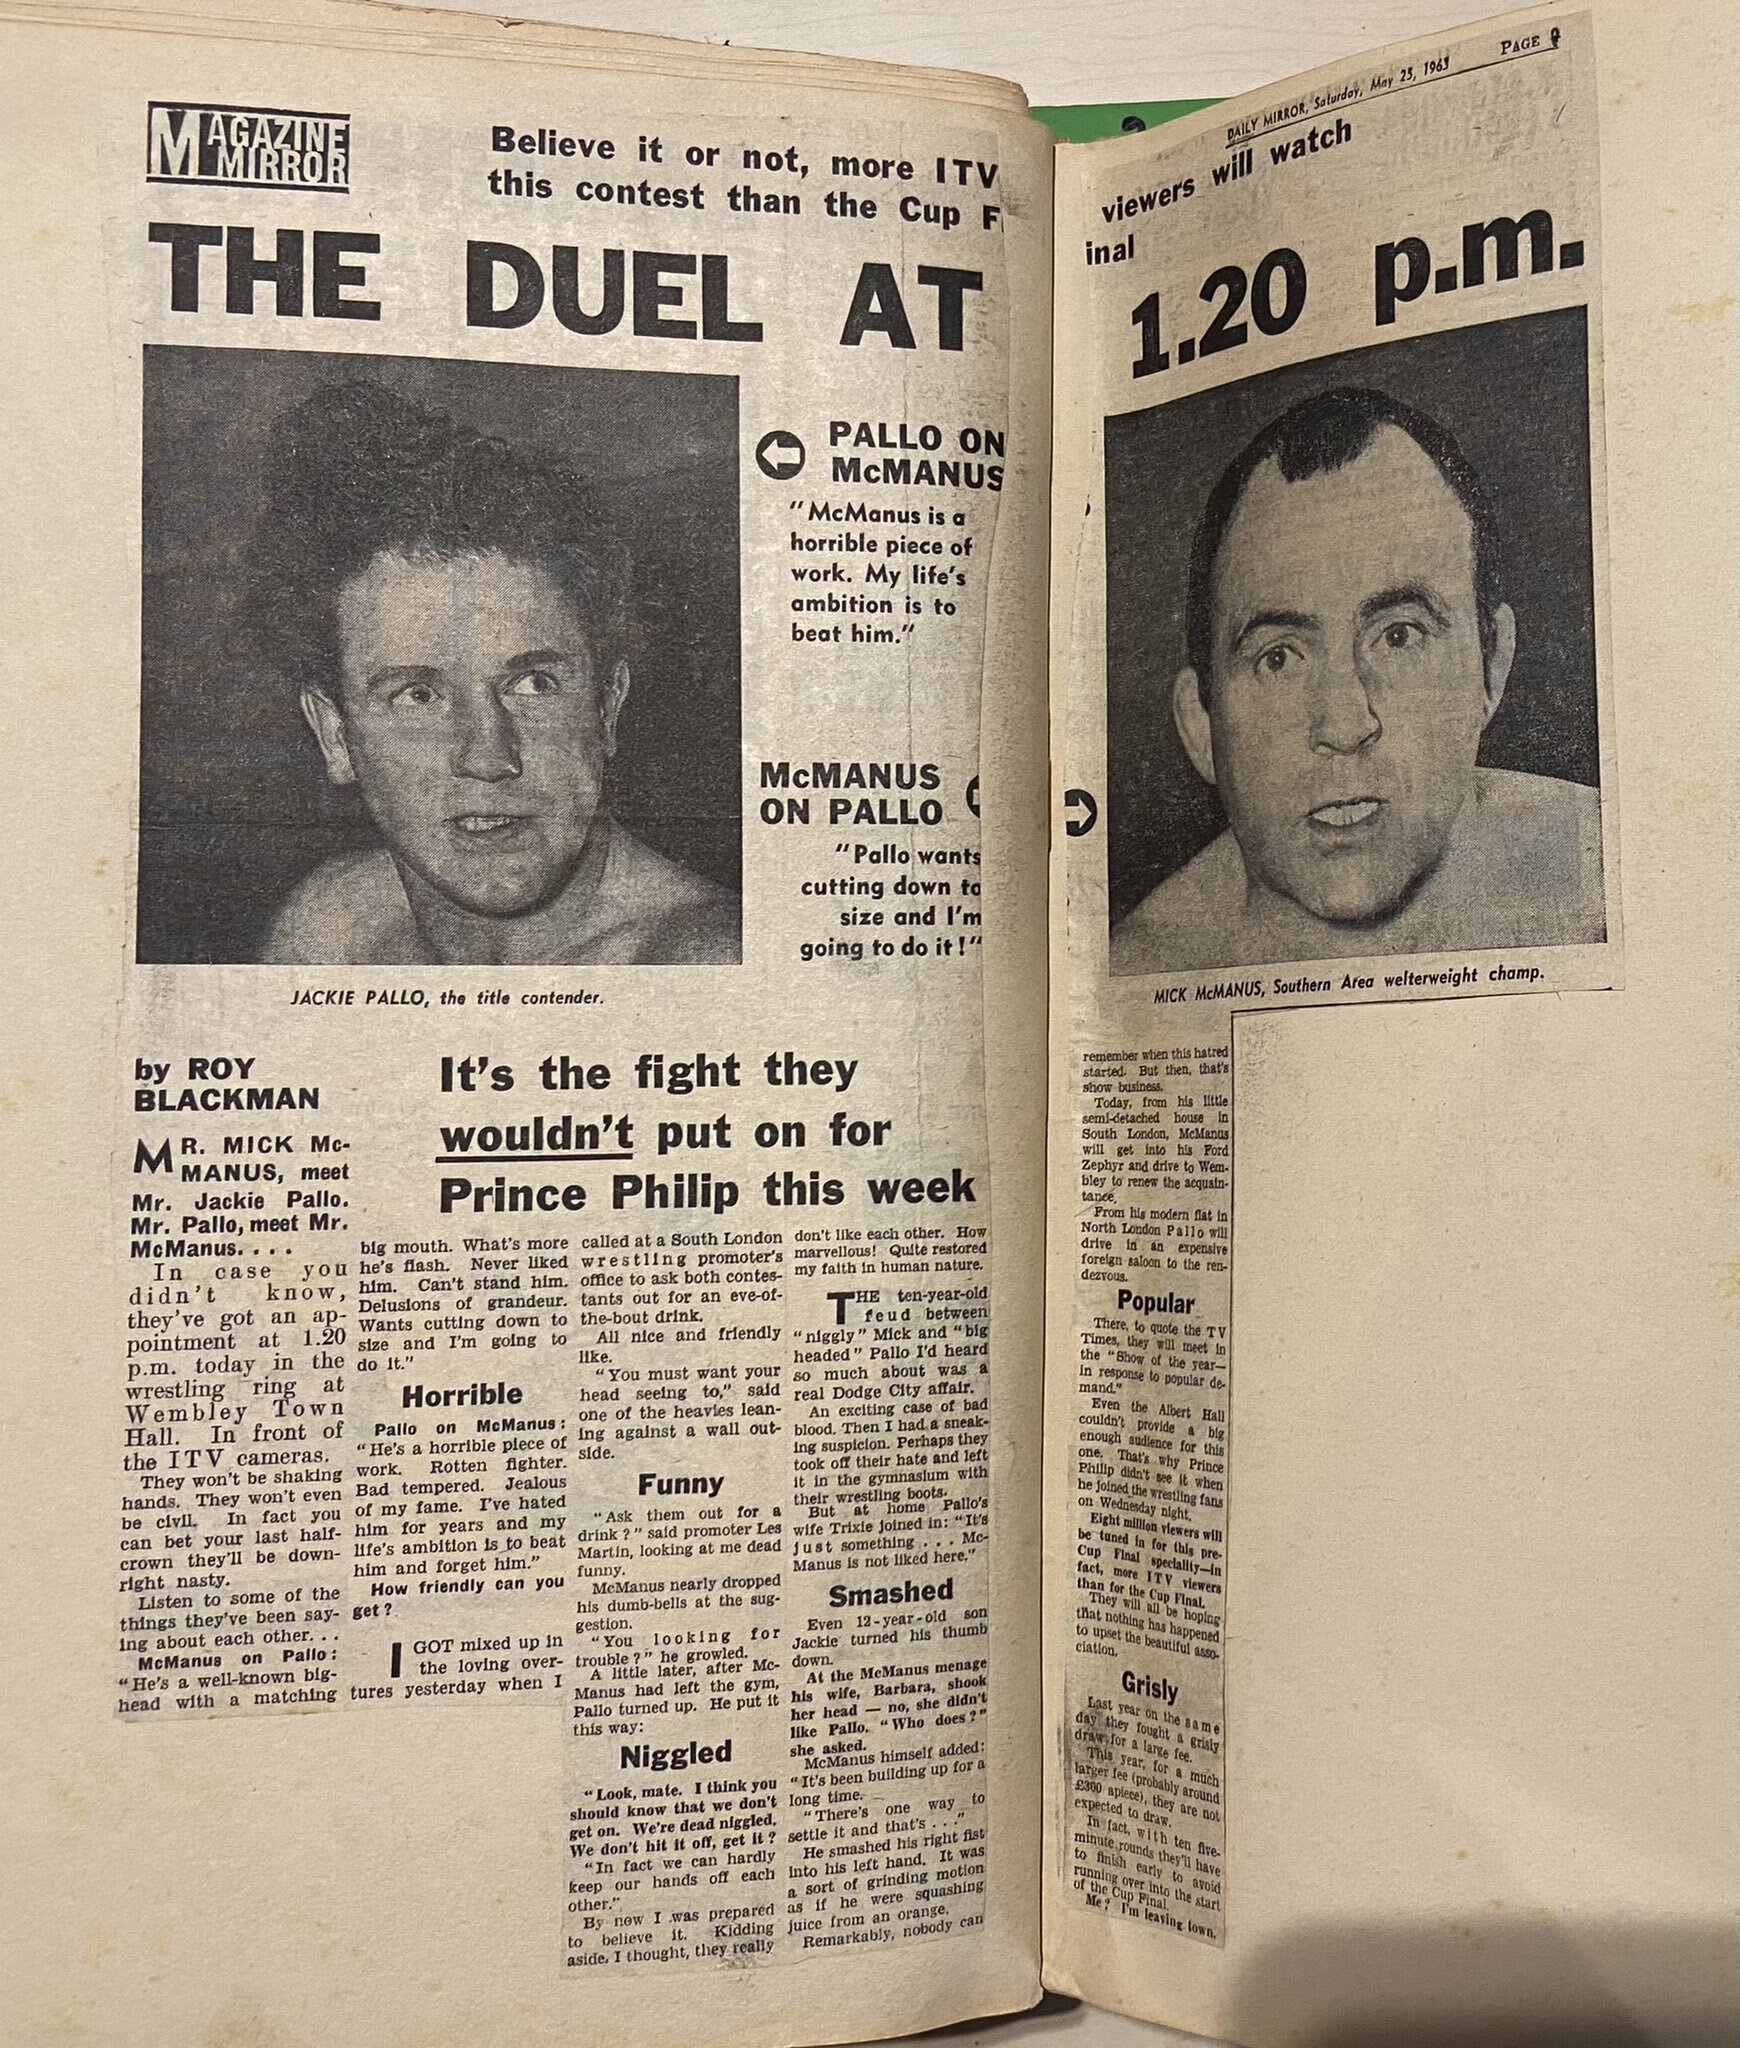 MAGAZINE
MIRROR
Believe it or not, more ITV
this contest than the Cup F
THE DUEL AT
PALLO ON
McMANUS
"McManus is a
horrible piece of
work. My life's
ambition is to
beat him."
McMANUS
ON PALLO
"Pallo wants
cutting down to
size and I'm
going to do it!"
JACKIE PALLO, the title contender.
by ROY
BLACKMAN
It's the fight they
wouldn't put on for
Prince Philip this week
MR. MICK Mc-
MANUS, meet
Mr. Jackie Pallo.
Mr. Pallo, meet Mr.
McManus. . . .
In case you
didn't know,
they've got an ap-
pointment at 1.20
p.m. today in the
wrestling ring at
Wembley Town
Hall. In front of
the ITV cameras.
They won't be shaking
hands. They won't even
be civil. In fact you
can bet your last half-
crown they'll be down-
right nasty.
Listen to some of the
things they've been say-
ing about each other. . .
McManus on Pallo:
"He's a well-known big-
head with a matching
big mouth. What's more
he's flash. Never liked
him. Can't stand him.
Delusions of grandeur.
Wants cutting down to
size and I'm going to
do it."
Horrible
Pallo on McManus:
"He's a horrible piece of
work. Rotten fighter.
Bad tempered. Jealous
of my fame. I've hated
him for years and my
life's ambition is to beat
him and forget him."
How friendly can you
get?
I GOT mixed up in
the loving over-
tures yesterday when I
called at a South London
wrestling promoter's
office to ask both contes-
tants out for an eve-of-
the-bout drink.
All nice and friendly
like.
"You must want your
head seeing to," said
one of the heavies lean-
ing against a wall out-
side.
Funny
"Ask them out for a
drink?" said promoter Les
Martin, looking at me dead
funny.
McManus nearly dropped
his dumb-bells at the sug-
gestion.
"You looking for
trouble?" he growled.
A little later, after Mc-
Manus had left the gym,
Pallo turned up. He put it
this way:
Niggled
"Look, mate. I think you
should know that we don't
get on. We're dead niggled.
We don't hit it off, get it?
"In fact we can hardly
keep our hands off each
other."
By now I was prepared
to believe it. Kidding
aside, I thought, they really
don't like each other. How
marvellous! Quite restored
my faith in human nature.
THE ten-year-old
feud between
"niggly" Mick and "big
headed" Pallo I'd heard
so much about was a
real Dodge City affair.
An exciting case of bad
blood. Then I had a sneak-
ing suspicion. Perhaps they
took off their hate and left
it in the gymnasium with
their wrestling boots.
But at home Pallo's
wife Trixie joined in: "It's
just something . . . Mc-
Manus is not liked here."
Smashed
Even 12-year-old son
Jackie turned his thumb
down.
At the McManus menage
his wife, Barbara, shook
her head — no, she didn't
like Pallo. "Who does?"
she asked.
McManus himself added:
"It's been building up for a
long time.
"There's one way to
settle it and that's . . ."
He smashed his right fist
into his left hand. It was
a sort of grinding motion
as if he were squashing
juice from an orange.
Remarkably, nobody can
PAGE 9
DAILY MIRROR, Saturday, May 25, 1963
viewers will watch
inal
1.20 p.m.
MICK McMANUS, Southern Area welterweight champ.
remember when this hatred
started. But then, that's
show business.
Today, from his little
semi-detached house in
South London, McManus
will get into his Ford
Zephyr and drive to Wem-
bley to renew the acquain-
tance.
From his modern flat in
North London Pallo will
drive in an expensive
foreign saloon to the ren-
dezvous.
Popular
There, to quote the TV
Times, they will meet in
the "Show of the year—
in response to popular de-
mand."
Even the Albert Hall
couldn't provide a big
enough audience for this
one. That's why Prince
Philip didn't see it when
he joined the wrestling fans
on Wednesday night.
Eight million viewers will
be tuned in for this pre-
Cup Final speciality—in
fact, more ITV viewers
than for the Cup Final.
They will all be hoping
that nothing has happened
to upset the beautiful asso-
ciation.
Grisly
Last year on the same
day they fought a grisly
draw for a large fee.
This year, for a much
larger fee (probably around
£300 apiece), they are not
expected to draw.
In fact, with ten five-
minute rounds they'll have
to finish early to avoid
running over into the start
of the Cup Final.
Me? I'm leaving town.